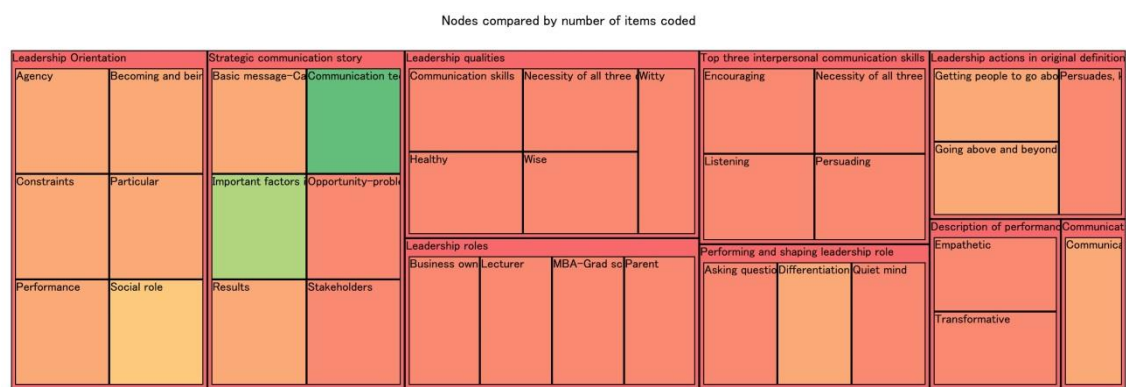 Nodes compared by number of items coded
Leadership Orientation
Agency
Becoming and bein
Constraints
Particular
Performance
Social role
Strategic communication story
Basic message-Ca
Communication te
Important factors i
Opportunity-proble
Results
Stakeholders
Leadership qualities
Communication skills
Necessity of all three
Witty
Healthy
Wise
Leadership roles
Business own
Lecturer
MBA-Grad sc
Parent
Top three interpersonal communication skills
Encouraging
Necessity of all three
Listening
Persuading
Performing and shaping leadership role
Asking questio
Differentiation
Quiet mind
Leadership actions in original definition
Getting people to go abo
Persuades,
Going above and beyond
Description of performanc
Empathetic
Transformative
Communicat
Communica